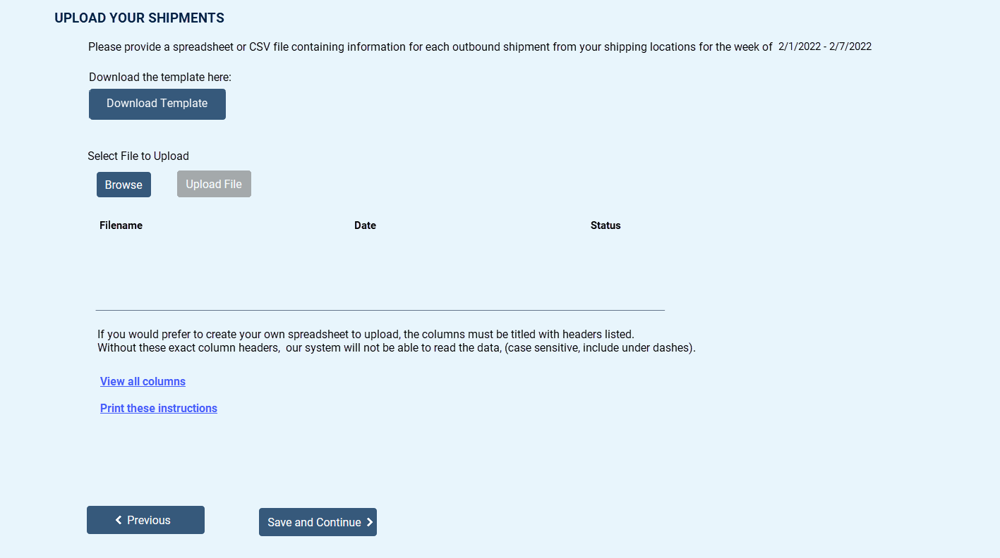 UPLOAD YOUR SHIPMENTS
Please provide a spreadsheet or CSV file containing information for each outbound shipment from your shipping locations for the week of 2/1/2022 - 2/7/2022
Download the template here:
Download Template
Select File to Upload
Browse Upload File
Filename Date Status
If you would prefer to create your own spreadsheet to upload, the columns must be titled with headers listed.
Without these exact column headers,  our system will not be able to read the data, (case sensitive, include under dashes).
View all columns
Print these instructions
Previous Save and Continue